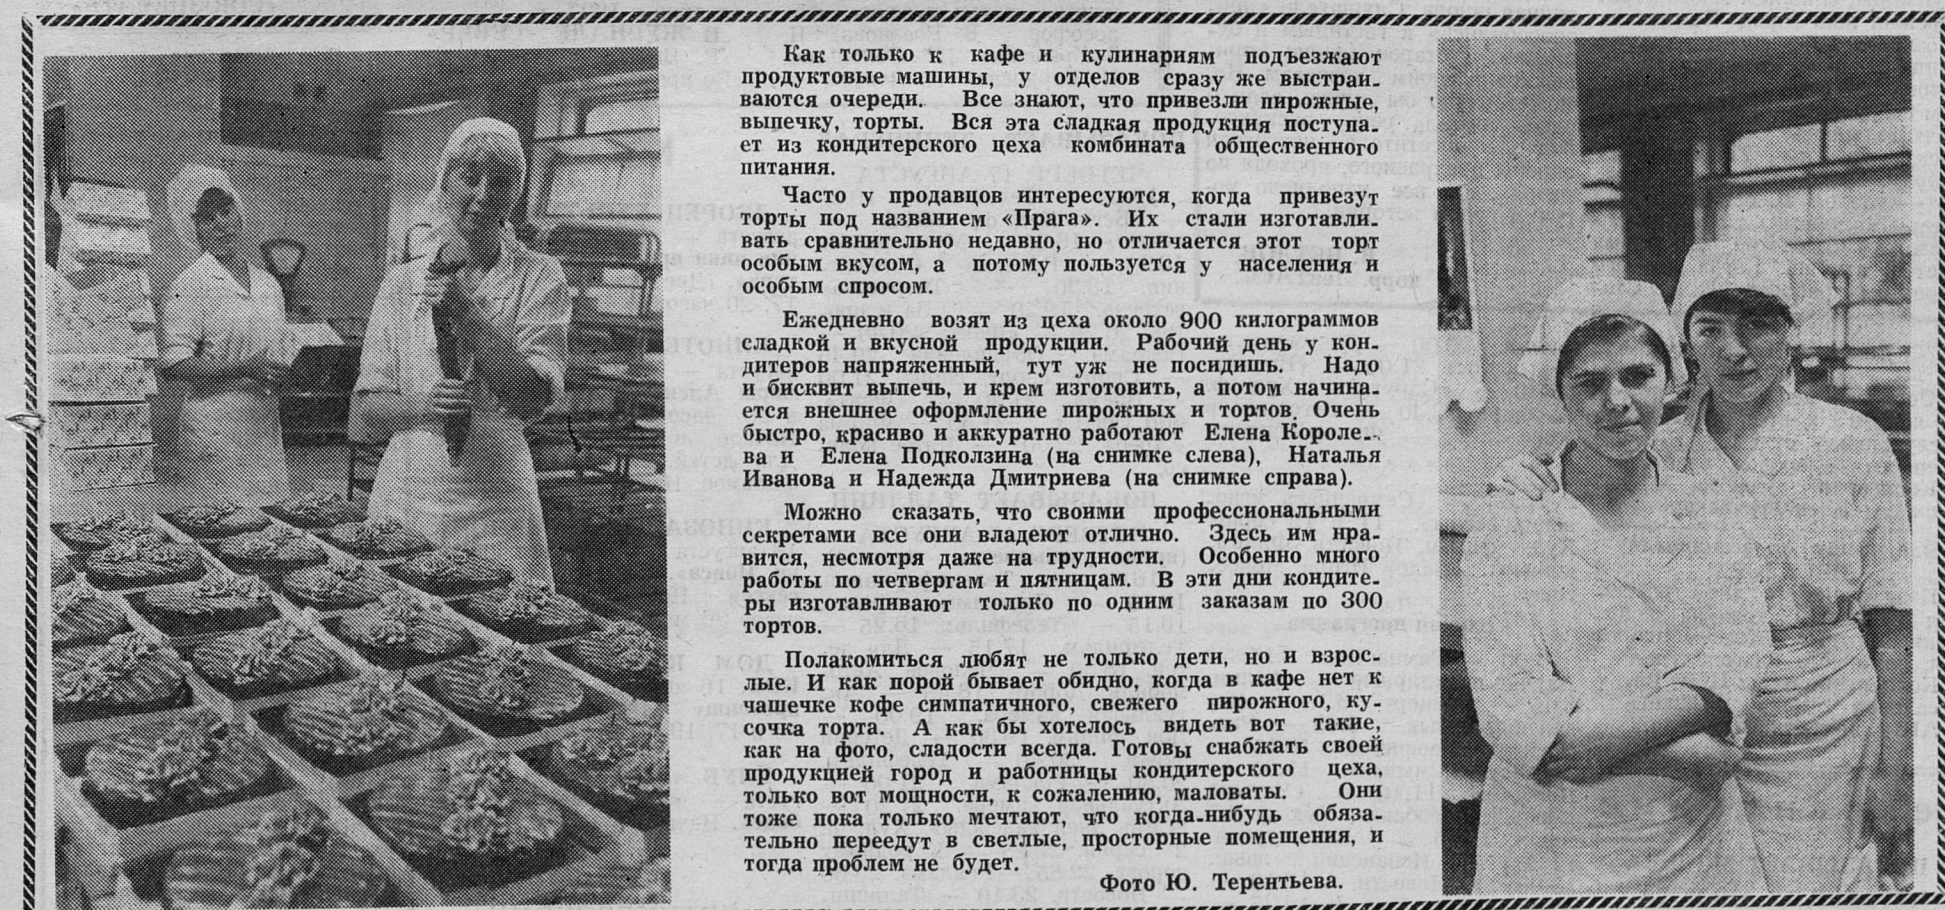 Как только к кафе и кулинариям подъезжают
продуктовые машины, у отделов сразу же выстраи-
ваются очереди. Все знают, что привезли пирожные,
выпечку, торты. Вся эта сладкая продукция поступа-
ет из кондитерского цеха комбината общественного
питания.
Часто у продавцов интересуются, когда привезут
торты под названием «Прага». Их стали изготавли-
вать сравнительно недавно, но отличается этот торт
особым вкусом, а потому пользуется у населения и
особым спросом.
Ежедневно возят из цеха около 900 килограммов
сладкой и вкусной продукции. Рабочий день у кон-
дитеров напряженный, тут уж не посидишь. Надо
и бисквит выпечь, и крем изготовить, а потом начина-
ется внешнее оформление пирожных и тортов. Очень
быстро, красиво и аккуратно работают Елена Короле-
ва и Елена Подколзина (на снимке слева), Наталья
Иванова и Надежда Дмитриева (на снимке справа).
Можно сказать, что своими профессиональными
секретами все они владеют отлично. Здесь им нра-
вится, несмотря даже на трудности. Особенно много
работы по четвергам и пятницам. В эти дни кондите-
ры изготавливают только по одним заказам по 300
тортов.
Полакомиться любят не только дети, но и взрос-
лые. И как порой бывает обидно, когда в кафе нет к
чашечке кофе симпатичного, свежего пирожного, ку-
сочка торта. А как бы хотелось видеть вот такие,
как на фото, сладости всегда. Готовы снабжать своей
продукцией город и работницы кондитерского цеха,
только вот мощности, к сожалению, маловаты. Они
тоже пока только мечтают, что когда-нибудь обяза-
тельно переедут в светлые, просторные помещения, и
тогда проблем не будет.
Фото Ю. Терентьева.